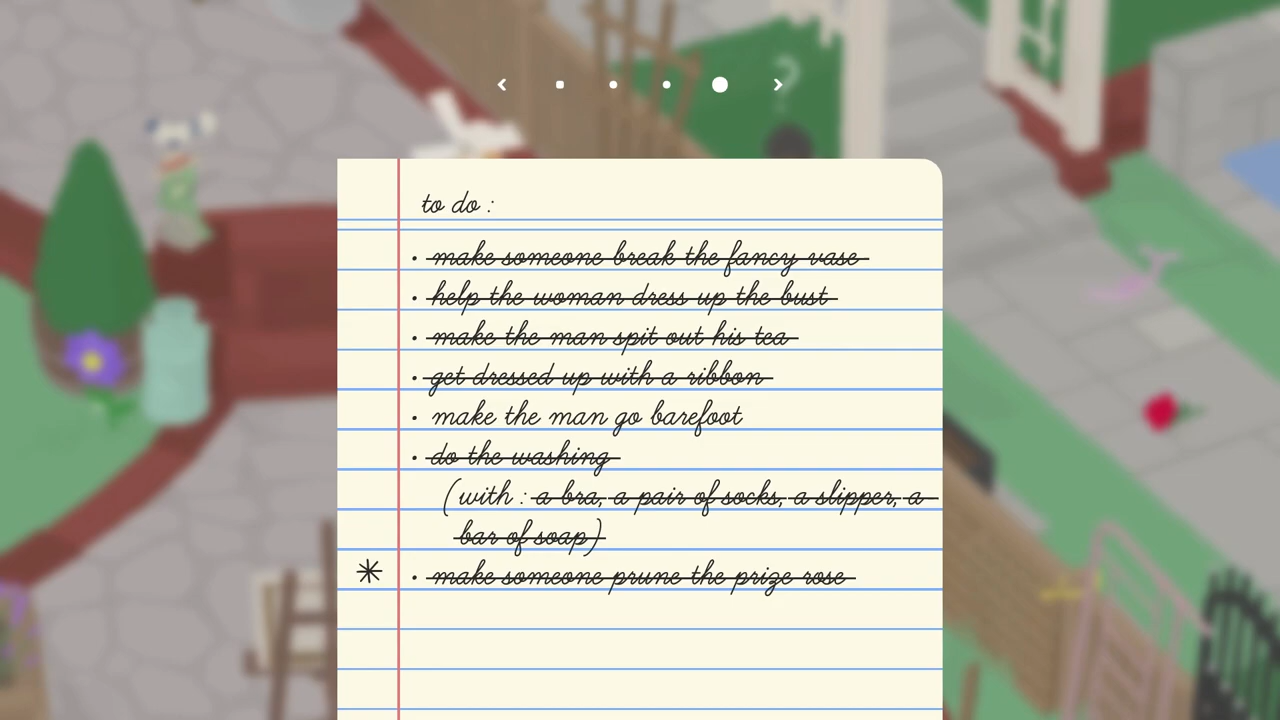 to do :
• make someone break the fancy vase
• help the woman dress up the bust
• make the man spit out his tea
• get dressed up with a ribbon
• make the man go barefoot
• do the washing
(with : a bra, a pair of socks, a slipper, a
bar of soap)
• make someone prune the prize rose